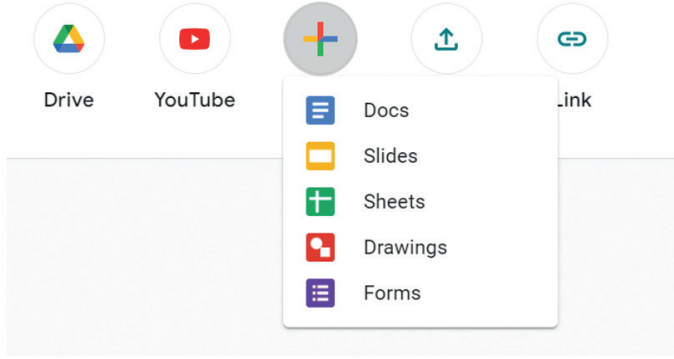 Drive
YouTube
Link
Docs
Slides
Sheets
Drawings
Forms